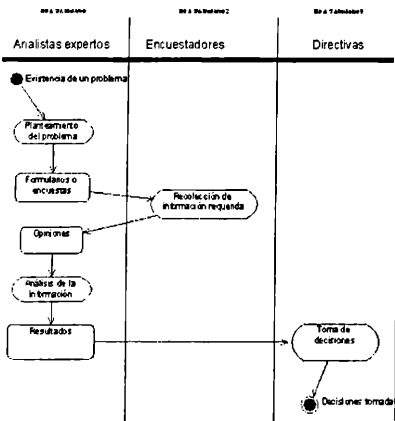 Analistas expertos
Encuestadores
Directivas
Existencia de un problema
Planteamiento
del problema
Formularios o
encuestas
Recolección de
información requerida
Opiniones
Análisis de la
información
Resultados
Toma de
decisiones
Decisiones tomadas